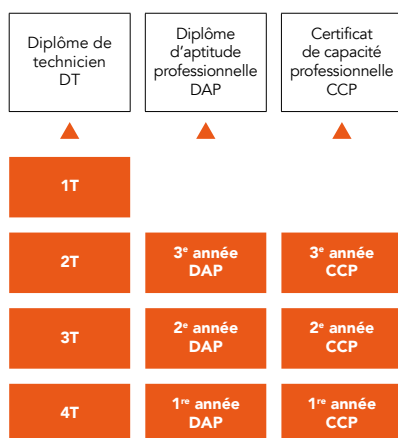 Diplôme de
technicien
DT
Diplôme
d'aptitude
professionnelle
DAP
Certificat
de capacité
professionnelle
CCP
1T
2T
3e année
DAP
3e année
CCP
3T
2e année
DAP
2e année
CCP
4T
1re année
DAP
1re année
CCP